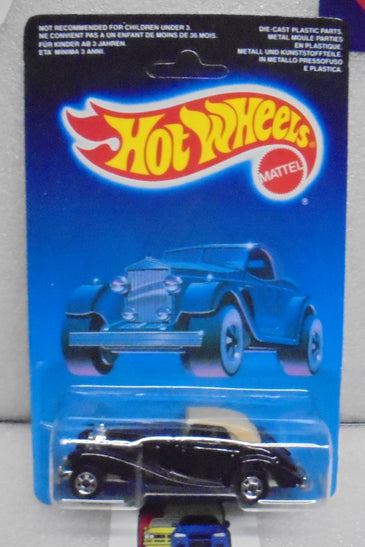 NOT RECOMMENDED FOR CHILDREN UNDER 3.
NE CONVIENT PAS A UN ENFANT DE MOINS DE 36 MOIS.
FÜR KINDER AB 3 JAHREN.
ETA' MINIMA 3 ANNI.
DIE-CAST PLASTIC PARTS.
METAL MOULE PARTIES
EN PLASTIQUE.
METALL UND KUNSTSTOFFTEILE.
IN METALLO PRESSOFUSO
E PLASTICA.
HOT WHEELS®
MATTEL
®